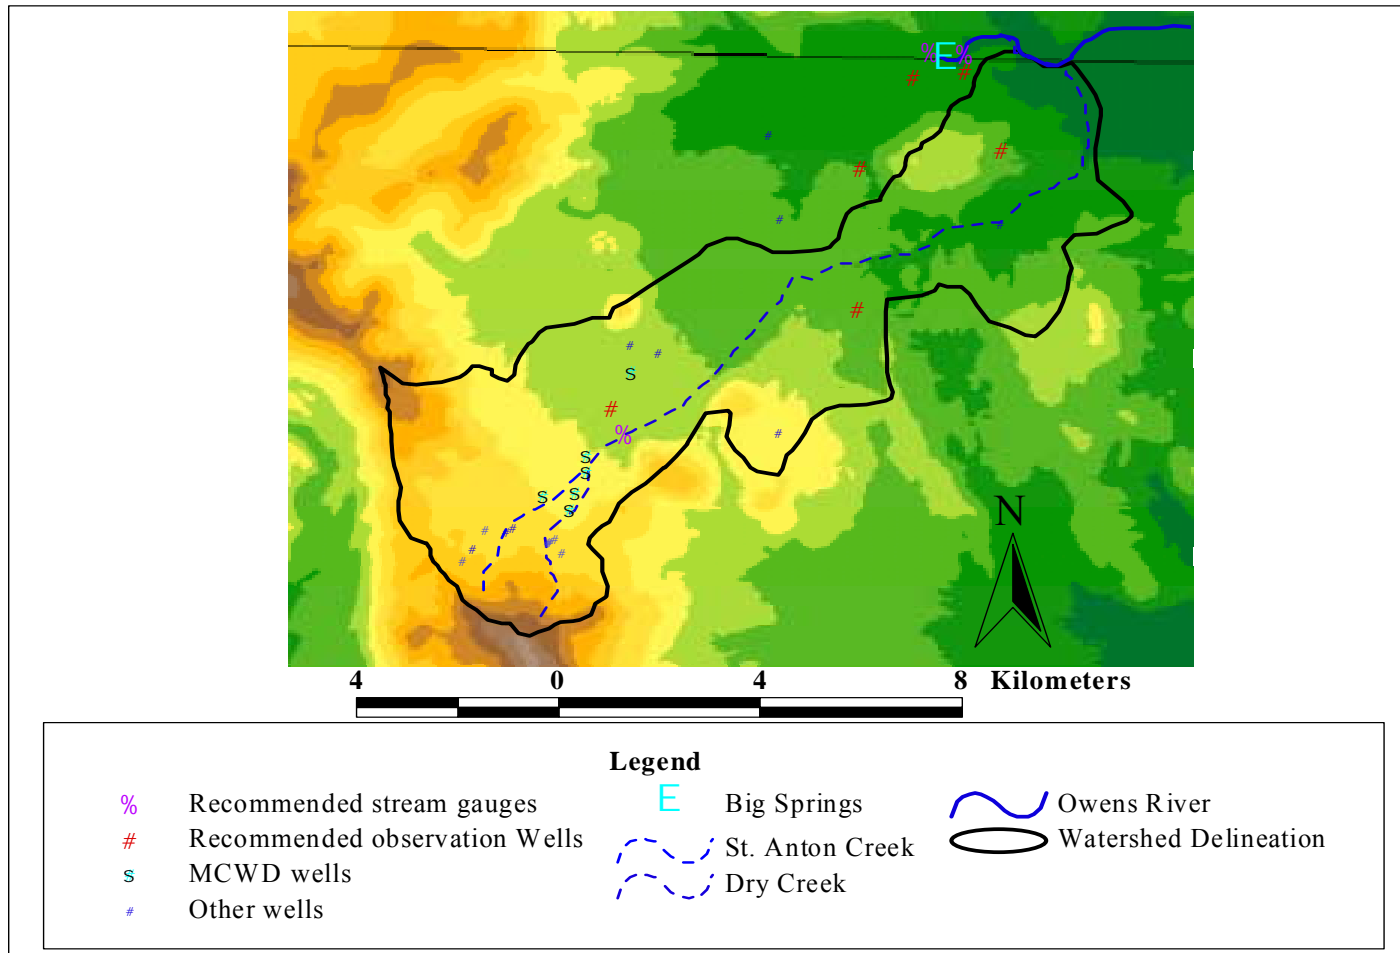 % E %
# #
#
# #
#
#
#
#
# #
s
#
%
#
s
s
s s
s
# # #
# #
# #
N
4 0 4 8 Kilometers
Legend
% Recommended stream gauges
# Recommended observation Wells
s MCWD wells
# Other wells
E Big Springs
St. Anton Creek
Dry Creek
Owens River
Watershed Delineation